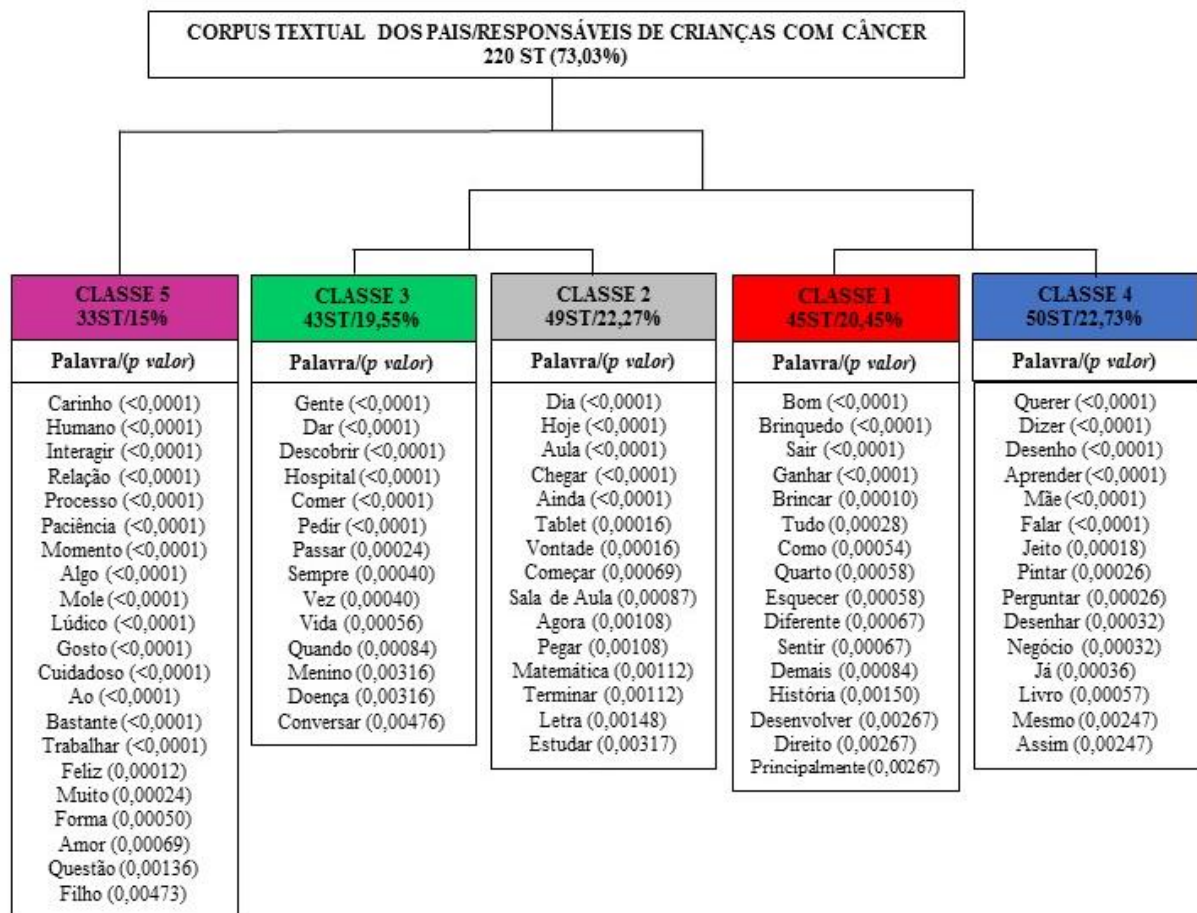 CORPUS TEXTUAL DOS PAIS/RESPONSÁVEIS DE CRIANÇAS COM CÂNCER
220 ST (73,03%)
CLASSE 5
33ST/15%
Palavra/(p valor)
Carinho (<0,0001)
Humano (<0,0001)
Interagir (<0,0001)
Relação (<0,0001)
Processo (<0,0001)
Paciência (<0,0001)
Momento (<0,0001)
Algo (<0,0001)
Mole (<0,0001)
Lúdico (<0,0001)
Gosto (<0,0001)
Cuidadoso (<0,0001)
Ao (<0,0001)
Bastante (<0,0001)
Trabalhar (<0,0001)
Feliz (0,00012)
Muito (0,00024)
Forma (0,00050)
Amor (0,00069)
Questão (0,00136)
Filho (0,00473)
CLASSE 3
43ST/19,55%
Palavra/(p valor)
Gente (<0,0001)
Dar (<0,0001)
Descobrir (<0,0001)
Hospital (<0,0001)
Comer (<0,0001)
Pedir (<0,0001)
Passar (0,00024)
Sempre (0,00040)
Vez (0,00040)
Vida (0,00056)
Quando (0,00084)
Menino (0,00316)
Doença (0,00316)
Conversar (0,00476)
CLASSE 2
49ST/22,27%
Palavra/(p valor)
Dia (<0,0001)
Hoje (<0,0001)
Aula (<0,0001)
Chegar (<0,0001)
Ainda (<0,0001)
Tablet (0,00016)
Vontade (0,00016)
Começar (0,00069)
Sala de Aula (0,00087)
Agora (0,00108)
Pegar (0,00108)
Matemática (0,00112)
Terminar (0,00112)
Letra (0,00148)
Estudar (0,00317)
CLASSE 1
45ST/20,45%
Palavra/(p valor)
Bom (<0,0001)
Brinquedo (<0,0001)
Sair (<0,0001)
Ganhar (<0,0001)
Brincar (0,00010)
Tudo (0,00028)
Como (0,00054)
Quarto (0,00058)
Esquecer (0,00058)
Diferente (0,00067)
Sentir (0,00067)
Demais (0,00084)
História (0,00150)
Desenvolver (0,00267)
Direito (0,00267)
Principalmente (0,00267)
CLASSE 4
50ST/22,73%
Palavra/(p valor)
Querer (<0,0001)
Dizer (<0,0001)
Desenho (<0,0001)
Aprender (<0,0001)
Mãe (<0,0001)
Falar (<0,0001)
Jeito (0,00018)
Pintar (0,00026)
Perguntar (0,00026)
Desenhar (0,00032)
Negócio (0,00032)
Já (0,00036)
Livro (0,00057)
Mesmo (0,00247)
Assim (0,00247)